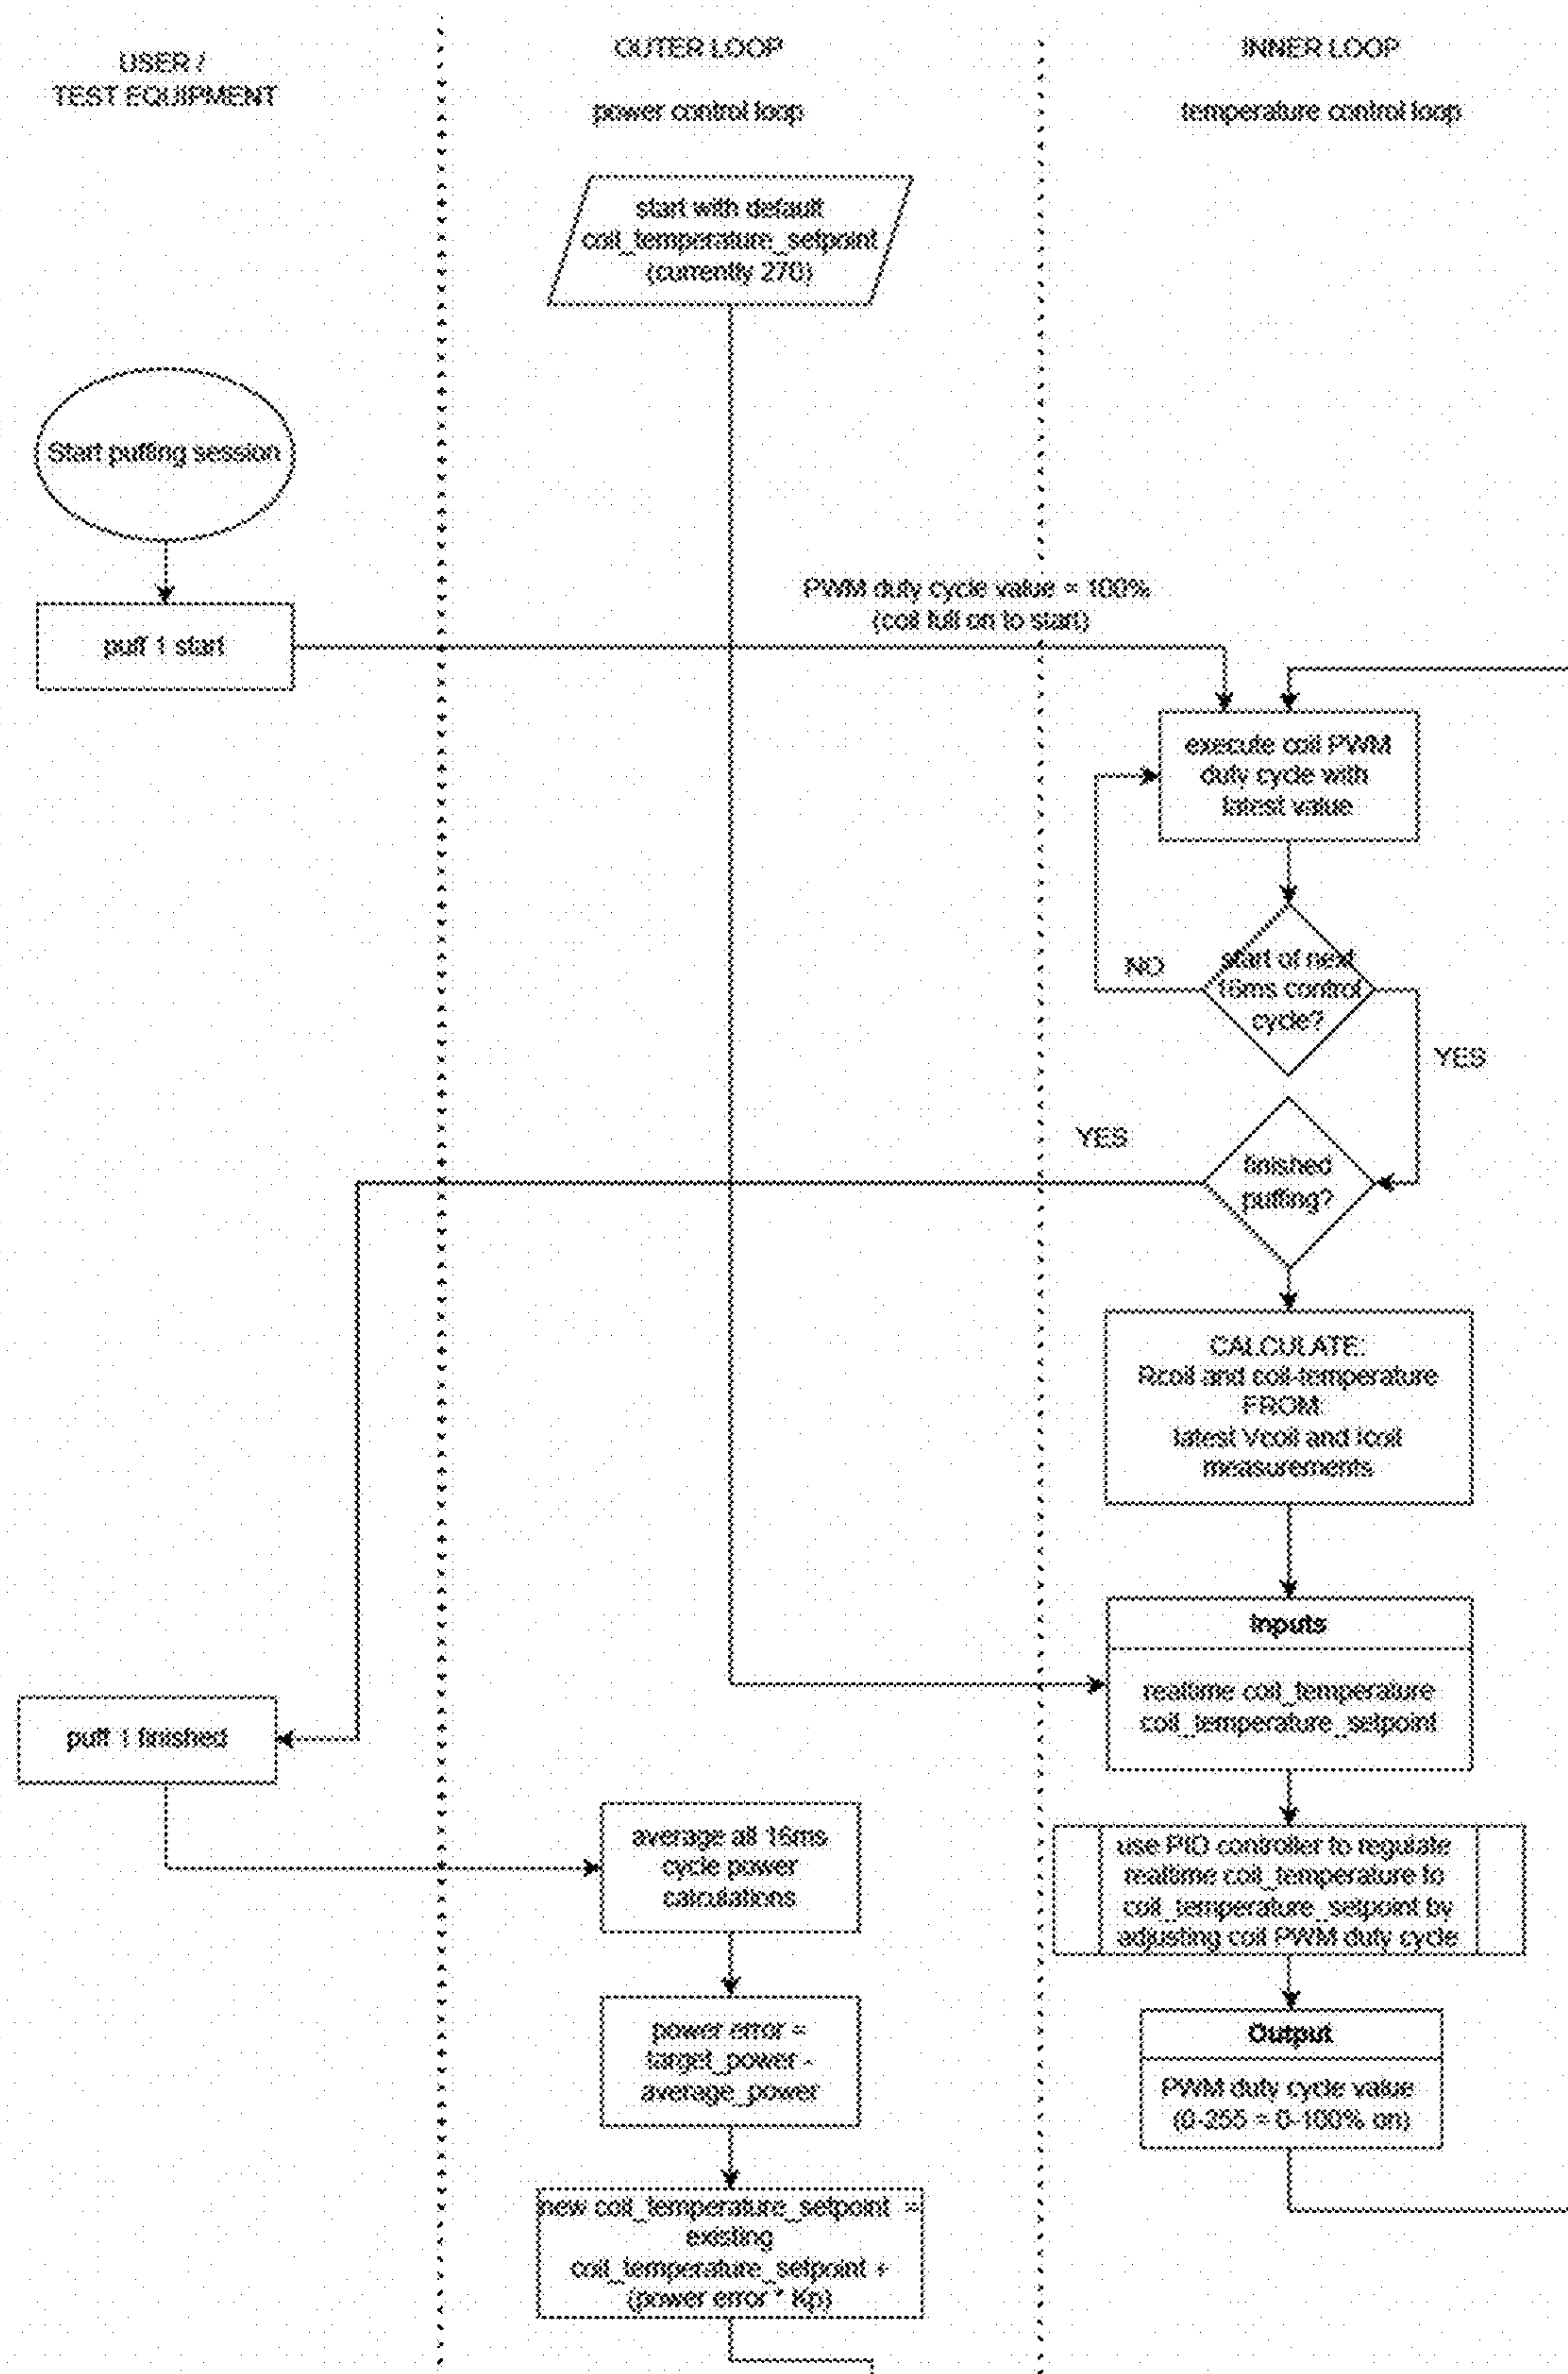 USER /
TEST EQUIPMENT
OUTER LOOP
power control loop
INNER LOOP
temperature control loop
start with default
coil_temperature_setpoint
(currently 270)
Start puffing session
puff 1 start
PWM duty cycle value = 100%
(coil full on to start)
execute coil PWM
duty cycle with
latest value
start of next
16ms control
cycle?
NO
YES
finished
puffing?
YES
CALCULATE:
Rcoil and coil-temperature
FROM:
latest Vcoil and Icoil
measurements
Inputs
realtime coil_temperature
coil_temperature_setpoint
puff 1 finished
average all 16ms
cycle power
calculations
use PID controller to regulate
realtime coil_temperature to
coil_temperature_setpoint by
adjusting coil PWM duty cycle
power error =
target_power -
average_power
Output
PWM duty cycle value
(0-255 = 0-100% on)
new coil_temperature_setpoint =
existing
coil_temperature_setpoint +
(power error * Kp)